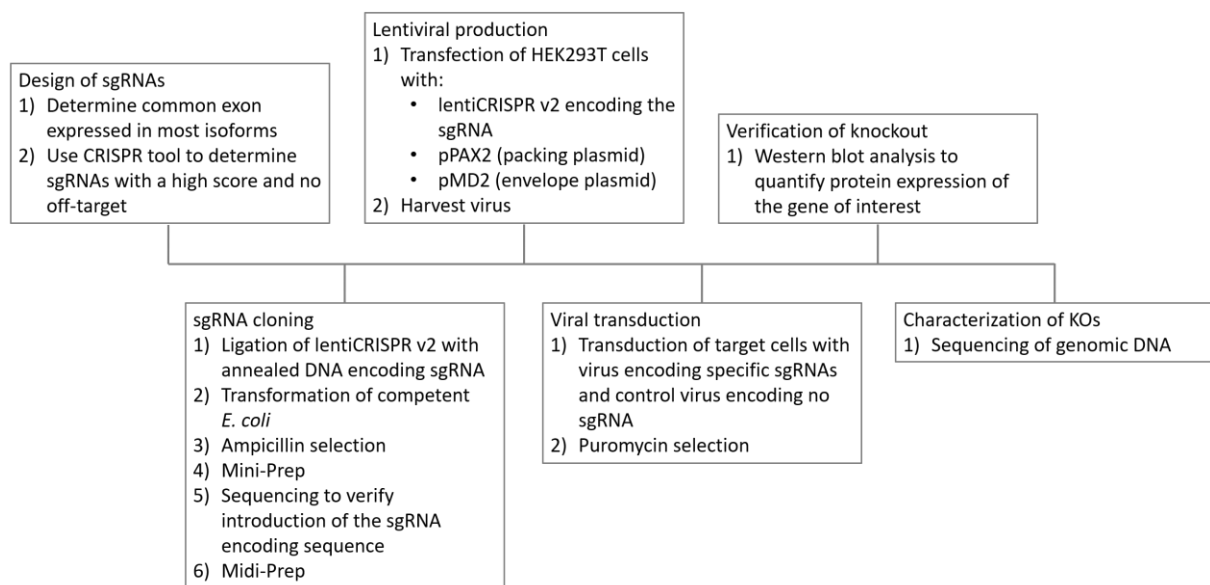 Design of sgRNAs
1) Determine common exon
expressed in most isoforms
2) Use CRISPR tool to determine
sgRNAs with a high score and no
off-target
sgRNA cloning
1) Ligation of lentiCRISPR v2 with
annealed DNA encoding sgRNA
2) Transformation of competent
E. coli
3) Ampicillin selection
4) Mini-Prep
5) Sequencing to verify
introduction of the sgRNA
encoding sequence
6) Midi-Prep
Lentiviral production
1) Transfection of HEK293T cells
with:
• lentiCRISPR v2 encoding the
sgRNA
• pPAX2 (packing plasmid)
• pMD2 (envelope plasmid)
2) Harvest virus
Viral transduction
1) Transduction of target cells with
virus encoding specific sgRNAs
and control virus encoding no
sgRNA
2) Puromycin selection
Verification of knockout
1) Western blot analysis to
quantify protein expression of
the gene of interest
Characterization of KOs
1) Sequencing of genomic DNA